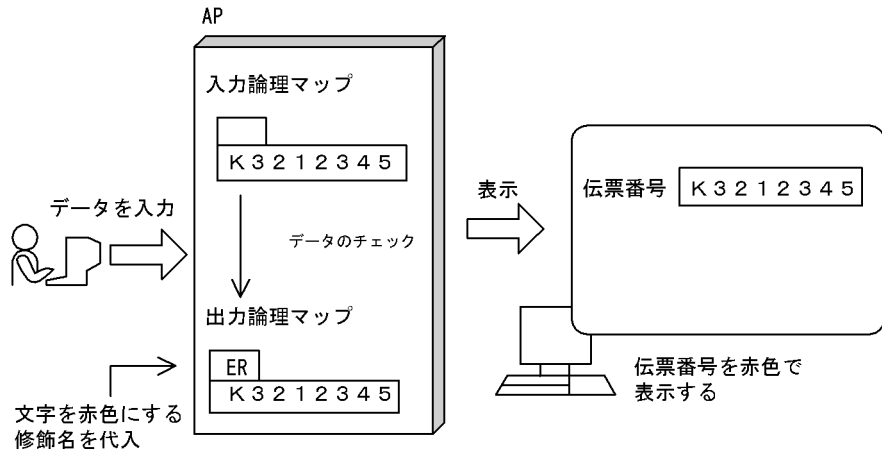 AP
入力論理マップ
Ｋ３２１２３４５
データを入力
データのチェック
出力論理マップ
ER
Ｋ３２１２３４５
文字を赤色にする
修飾名を代入
表示
伝票番号 Ｋ３２１２３４５
伝票番号を赤色で
表示する